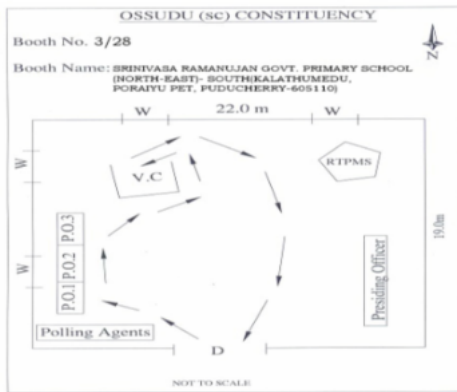 OSSUDU (SC) CONSTITUENCY
Booth No. 3/28
Z
Booth Name: SRINIVASA RAMANUJAN GOVT. PRIMARY SCHOOL
(NORTH-EAST)- SOUTH(KALATHUMEDU,
PORAIYU PET, PUDUCHERRY-605110)
W
22.0 m
W
W
V.C
RTPMS
P.O.1 P.O.2 P.O.3
19.0m
W
Presiding Officer
Polling Agents
D
NOT TO SCALE